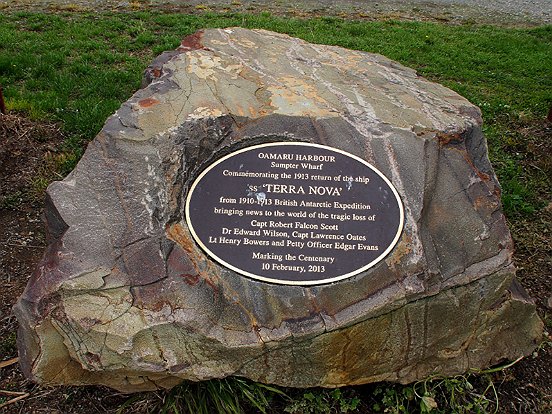 OAMARU HARBOUR
Sumpter Wharf
Commemorating the 1913 return of the ship
SS "TERRA NOVA"
from 1910-1913 British Antarctic Expedition
bringing news to the world of the tragic loss of
Capt Robert Falcon Scott
Dr Edward Wilson, Capt Lawrence Oates
Lt Henry Bowers and Petty Officer Edgar Evans
Marking the Centenary
10 February, 2013